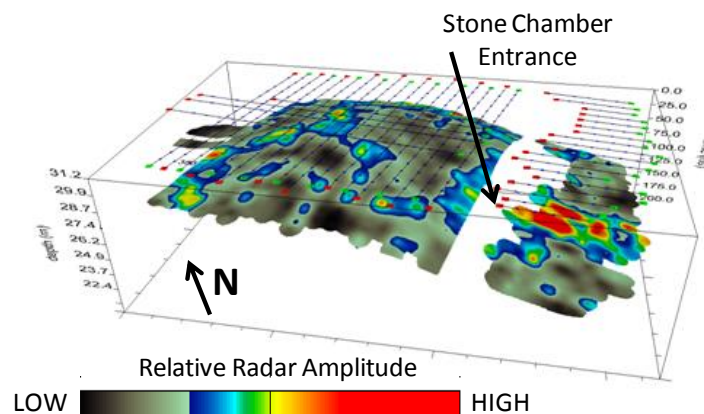 Stone Chamber
Entrance
0.0
25.0
50.0
75.0
100.0
125.0
150.0
175.0
200.0
31.2
29.9
28.7
27.4
26.2
24.9
23.7
22.4
N
Relative Radar Amplitude
LOW
HIGH